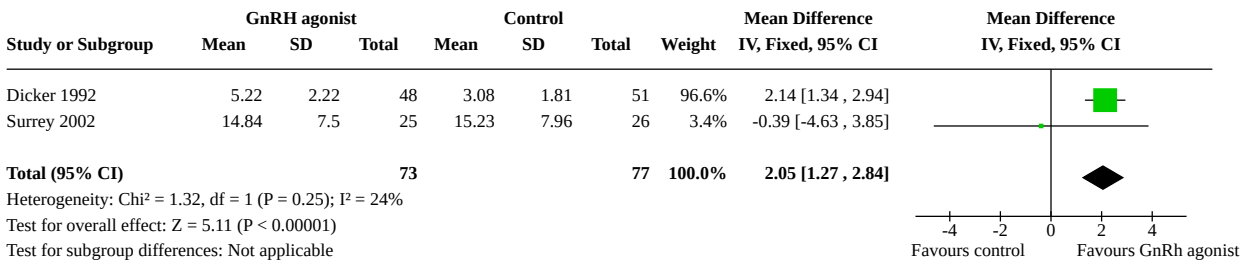 GnRH agonist Control Mean Difference Mean Difference
Study or Subgroup Mean SD Total Mean SD Total Weight IV, Fixed, 95% CI IV, Fixed, 95% CI
Dicker 1992 5.22 2.22 48 3.08 1.81 51 96.6% 2.14 [1.34 , 2.94]
Surrey 2002 14.84 7.5 25 15.23 7.96 26 3.4% -0.39 [-4.63 , 3.85]
Total (95% CI) 73 77 100.0% 2.05 [1.27 , 2.84]
Heterogeneity: Chi² = 1.32, df = 1 (P = 0.25); I² = 24%
Test for overall effect: Z = 5.11 (P < 0.00001)
Test for subgroup differences: Not applicable
-4 -2 0 2 4
Favours control Favours GnRh agonist